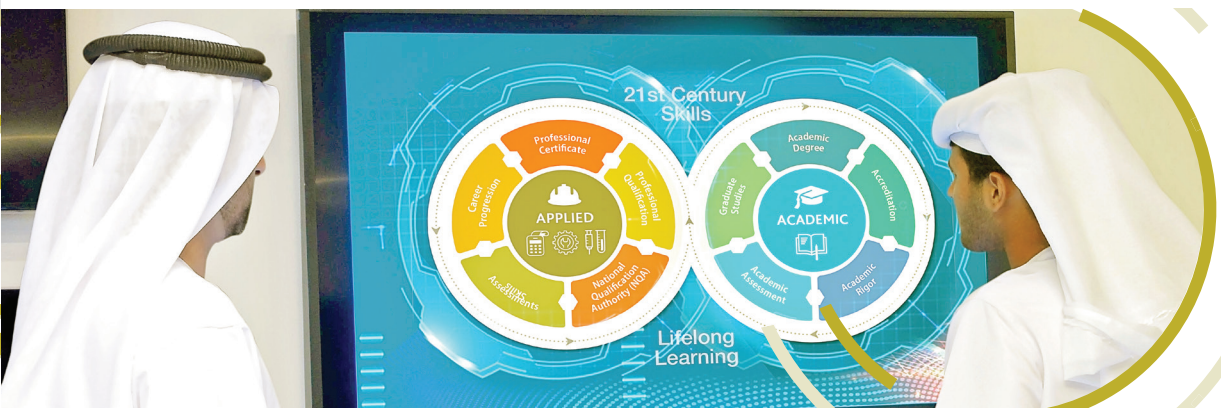 21st Century
Skills
Professional
Certificate
Professional
Qualification
National
Qualification
Authority (NQA)
Skills
Assessments
Career
Progression
APPLIED
Academic
Degree
Accreditation
Academic
Rigor
Academic
Assessment
Graduate
Studies
ACADEMIC
Lifelong
Learning